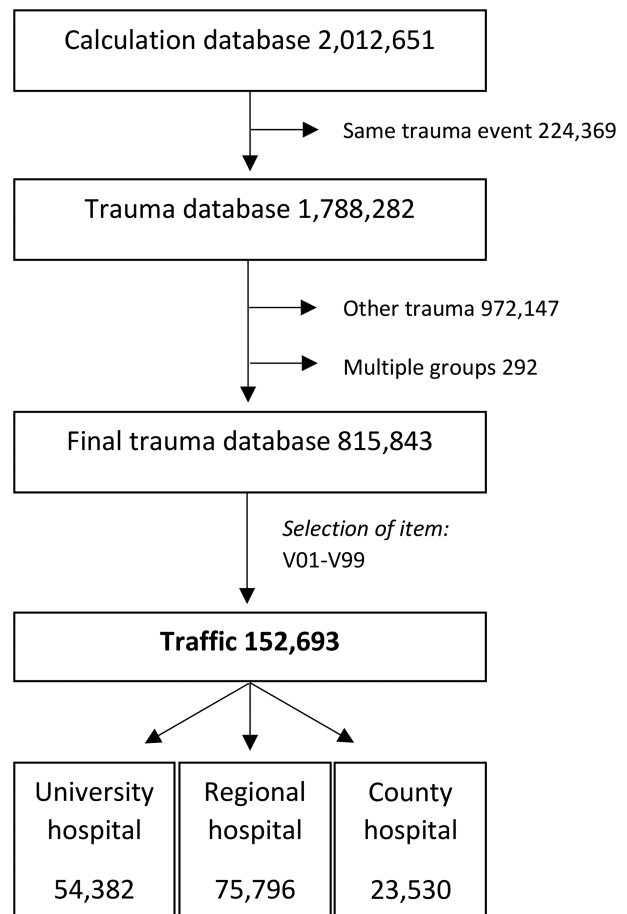 Calculation database 2,012,651
Same trauma event 224,369
Trauma database 1,788,282
Other trauma 972,147
Multiple groups 292
Final trauma database 815,843
Selection of item:
V01-V99
Traffic 152,693
University
hospital
54,382
Regional
hospital
75,796
County
hospital
23,530